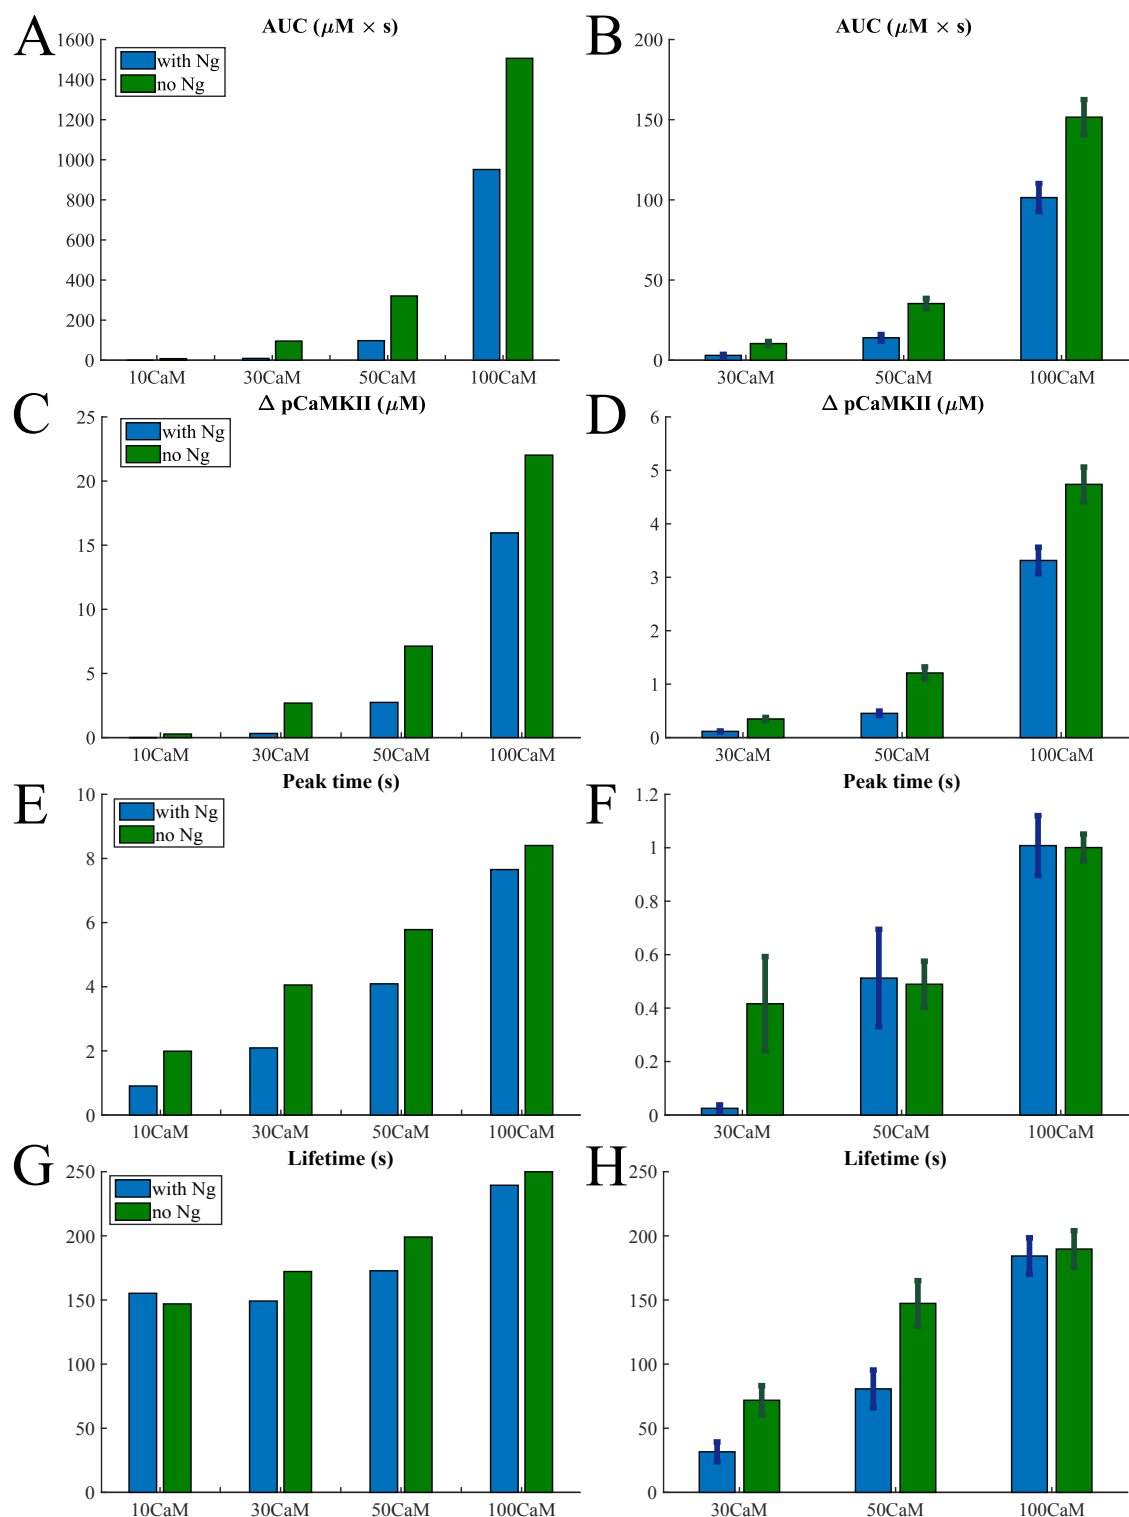 A
AUC (μM × s)
1600
1400
1200
1000
800
600
400
200
0
with Ng
no Ng
10CaM 30CaM 50CaM 100CaM
B
AUC (μM × s)
200
150
100
50
0
30CaM 50CaM 100CaM
C
Δ pCaMKII (μM)
25
20
15
10
5
0
with Ng
no Ng
10CaM 30CaM 50CaM 100CaM
D
Δ pCaMKII (μM)
6
5
4
3
2
1
0
30CaM 50CaM 100CaM
E
Peak time (s)
10
8
6
4
2
0
with Ng
no Ng
10CaM 30CaM 50CaM 100CaM
F
Peak time (s)
1.2
1
0.8
0.6
0.4
0.2
0
30CaM 50CaM 100CaM
G
Lifetime (s)
250
200
150
100
50
0
with Ng
no Ng
10CaM 30CaM 50CaM 100CaM
H
Lifetime (s)
250
200
150
100
50
0
30CaM 50CaM 100CaM